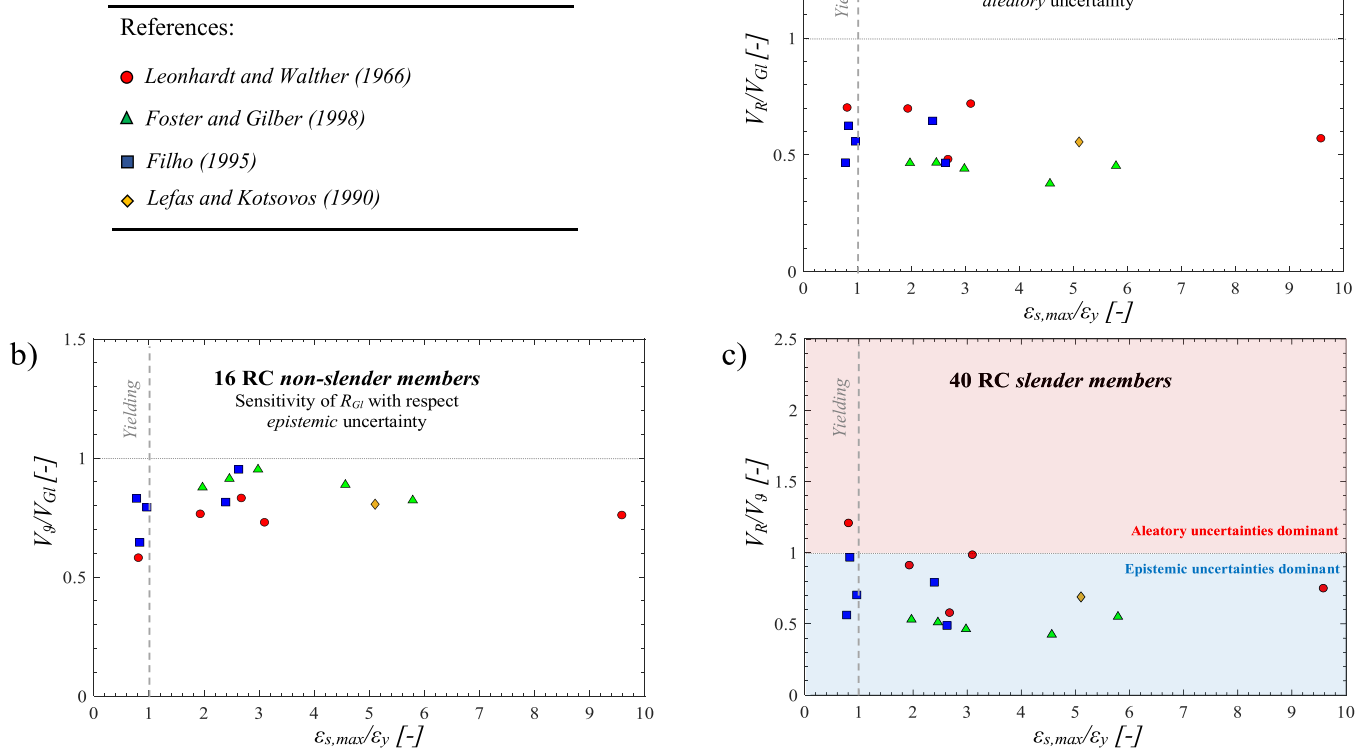 References:
Leonhardt and Walther (1966)
Foster and Gilber (1998)
Filho (1995)
Lefas and Kotsovos (1990)
aleatory uncertainty
1
0.5
0
V_R/V_Gl [-]
0 1 2 3 4 5 6 7 8 9 10
ε_s,max/ε_y [-]
b)
1.5
1
0.5
0
V_ϑ/V_Gl [-]
Yielding
16 RC non-slender members
Sensitivity of R_Gl with respect
epistemic uncertainty
0 1 2 3 4 5 6 7 8 9 10
ε_s,max/ε_y [-]
c)
2.5
2
1.5
1
0.5
0
V_R/V_ϑ [-]
Yielding
40 RC slender members
Aleatory uncertainties dominant
Epistemic uncertainties dominant
0 1 2 3 4 5 6 7 8 9 10
ε_s,max/ε_y [-]